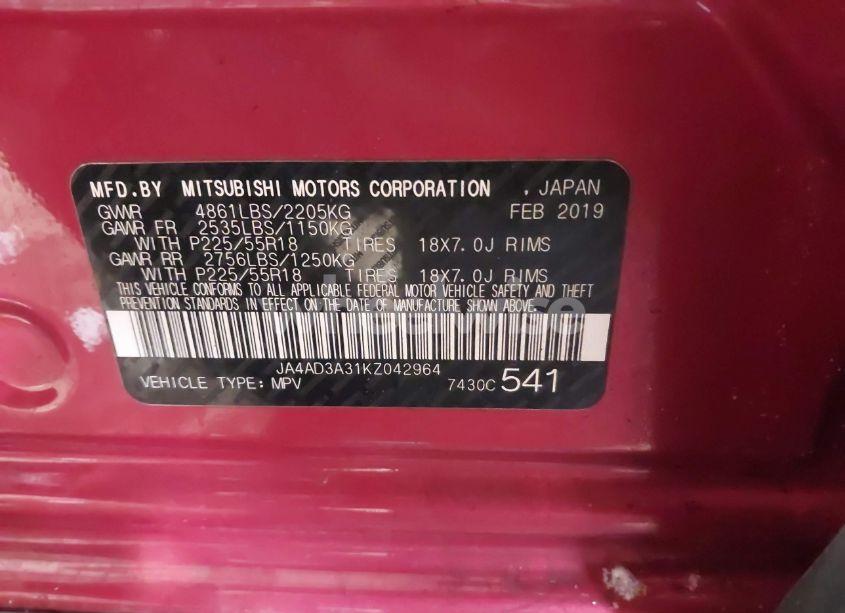 MFD.BY MITSUBISHI MOTORS CORPORATION , JAPAN
GVWR 4861LBS/2205KG FEB 2019
GAWR FR 2535LBS/1150KG
WITH P225/55R18 TIRES 18X7.0J RIMS
GAWR RR 2756LBS/1250KG
WITH P225/55R18 TIRES 18X7.0J RIMS
THIS VEHICLE CONFORMS TO ALL APPLICABLE FEDERAL MOTOR VEHICLE SAFETY AND THEFT
PREVENTION STANDARDS IN EFFECT ON THE DATE OF MANUFACTURE SHOWN ABOVE.
JA4AD3A31KZ042964
VEHICLE TYPE: MPV 7430C 541